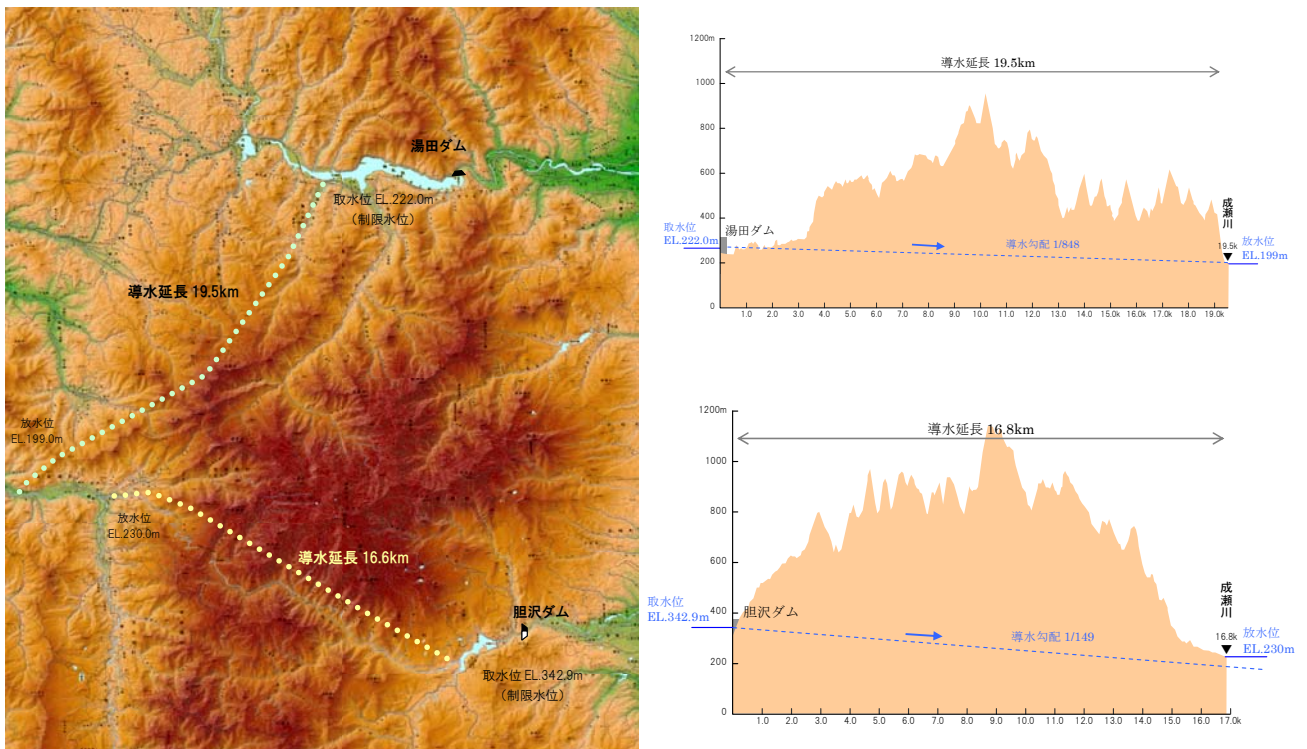 湯田ダム
取水位 EL.222.0m
（制限水位）
導水延長 19.5km
放水位
EL.199.0m
放水位
EL.230.0m
導水延長 16.6km
胆沢ダム
取水位 EL.342.9m
（制限水位）
1200m
1000
800
600
400
200
0
導水延長 19.5km
取水位
EL.222.0m
湯田ダム
導水勾配 1/848
成瀬川
19.5k
放水位
EL.199m
1.0 2.0 3.0 4.0 5.0 6.0 7.0 8.0 9.0 10.0 11.0 12.0 13.0 14.0 15.0 16.0 17.0 18.0 19.0k
1200m
1000
800
600
400
200
0
導水延長 16.8km
取水位
EL.342.9m
胆沢ダム
導水勾配 1/149
成瀬川
16.8k
放水位
EL.230m
1.0 2.0 3.0 4.0 5.0 6.0 7.0 8.0 9.0 10.0 11.0 12.0 13.0 14.0 15.0 16.0 17.0k